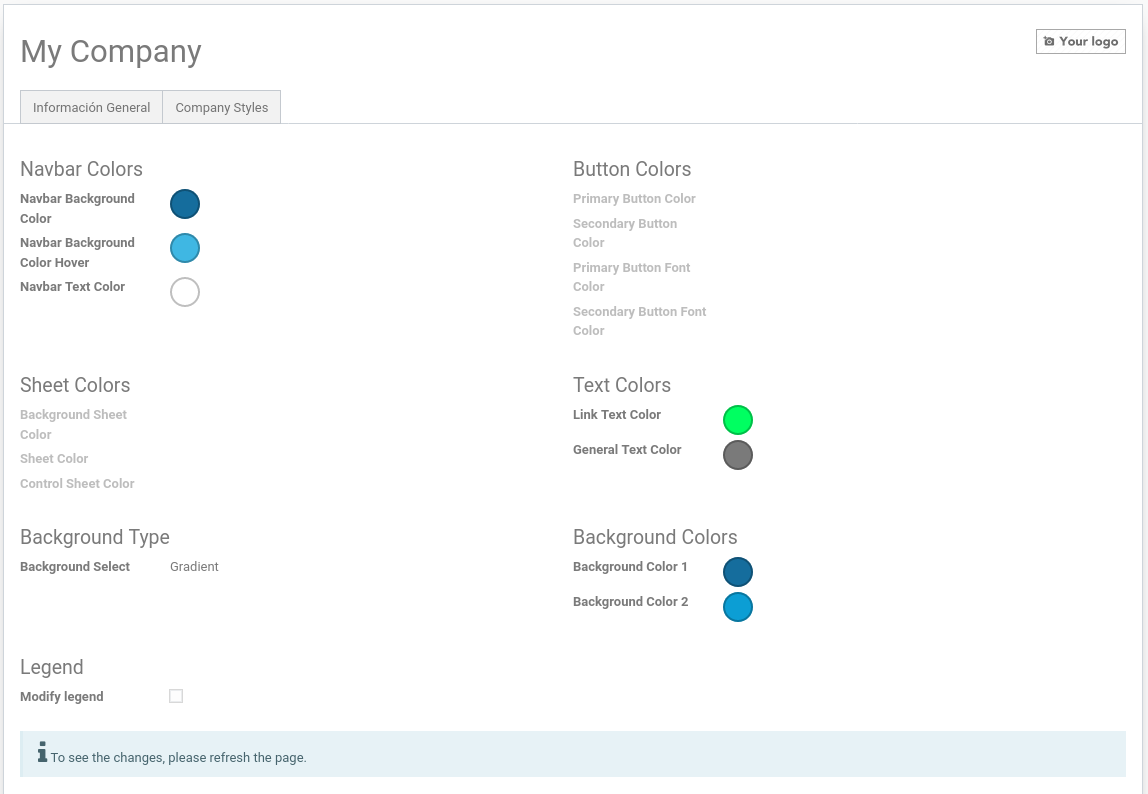 My Company
Your logo
Información General
Company Styles
Navbar Colors
Navbar Background
Color
Navbar Background
Color Hover
Navbar Text Color
Button Colors
Primary Button Color
Secondary Button
Color
Primary Button Font
Color
Secondary Button Font
Color
Sheet Colors
Background Sheet
Color
Sheet Color
Control Sheet Color
Text Colors
Link Text Color
General Text Color
Background Type
Background Select Gradient
Background Colors
Background Color 1
Background Color 2
Legend
Modify legend
To see the changes, please refresh the page.